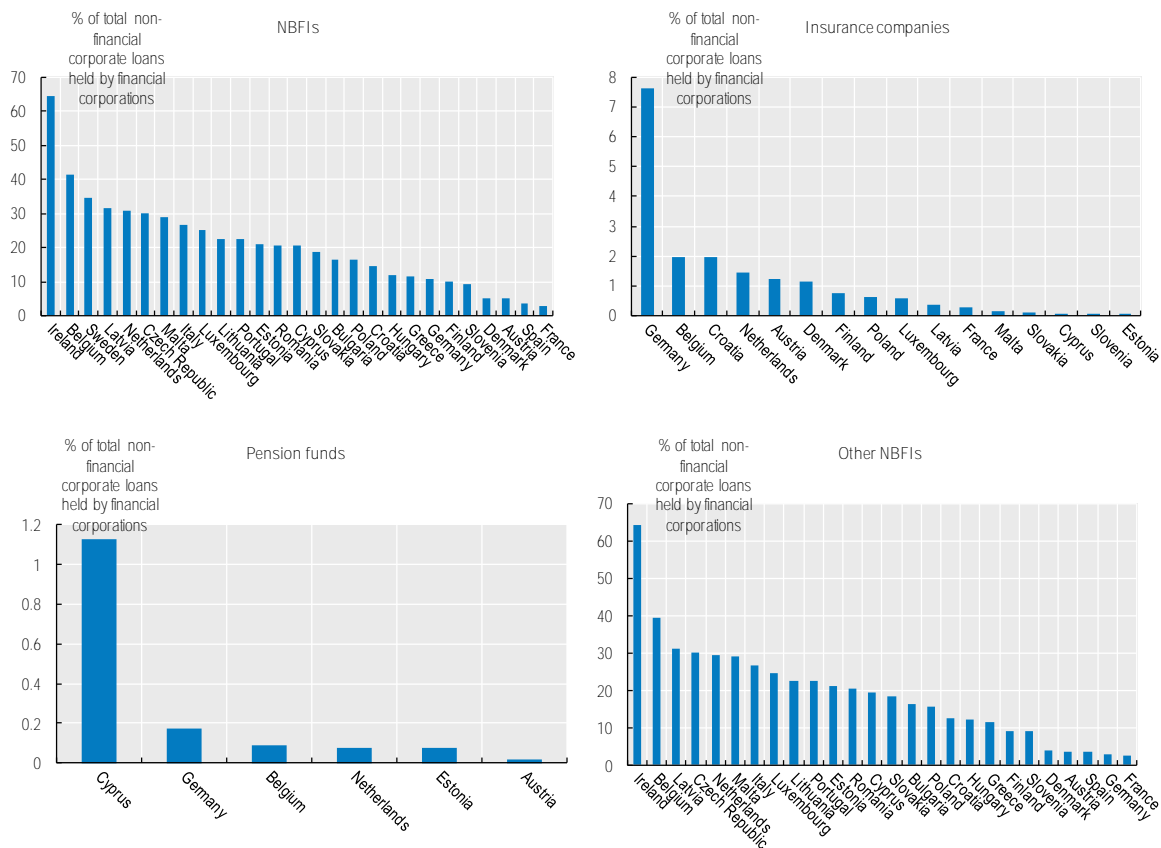 % of total non-
financial
corporate loans
held by financial
corporations
NBFIs
70
60
50
40
30
20
10
0
Ireland
Belgium
Sweden
Latvia
Netherlands
Czech Republic
Malta
Italy
Luxembourg
Lithuania
Portugal
Estonia
Romania
Cyprus
Slovakia
Bulgaria
Poland
Croatia
Hungary
Greece
Germany
Finland
Slovenia
Denmark
Austria
Spain
France
% of total non-
financial
corporate loans
held by financial
corporations
Insurance companies
8
7
6
5
4
3
2
1
0
Germany
Belgium
Croatia
Netherlands
Austria
Denmark
Finland
Poland
Luxembourg
Latvia
France
Malta
Slovakia
Cyprus
Slovenia
Estonia
% of total non-
financial
corporate loans
held by financial
corporations
Pension funds
1.2
1
0.8
0.6
0.4
0.2
0
Cyprus
Germany
Belgium
Netherlands
Estonia
Austria
% of total non-
financial
corporate loans
held by financial
corporations
Other NBFIs
70
60
50
40
30
20
10
0
Ireland
Belgium
Latvia
Czech Republic
Netherlands
Malta
Italy
Luxembourg
Lithuania
Portugal
Estonia
Romania
Cyprus
Slovakia
Bulgaria
Poland
Croatia
Hungary
Greece
Finland
Slovenia
Denmark
Austria
Spain
Germany
France